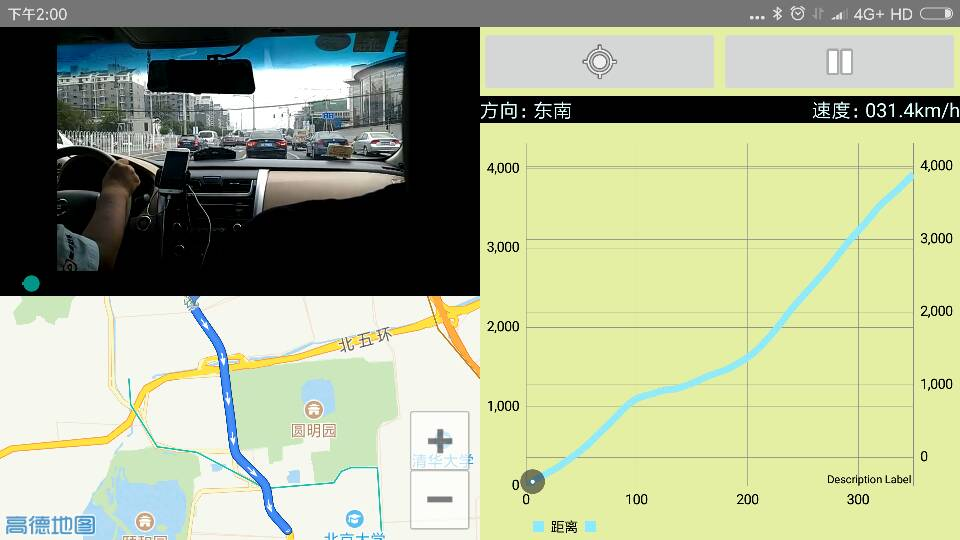 下午2:00
4G+ HD
方向: 东南
速度: 031.4km/h
4,000
3,000
2,000
1,000
0
4,000
3,000
2,000
1,000
0
0
100
200
300
Description Label
距离
北五环
圆明园
清华大学
北京大学
颐和园
高德地图